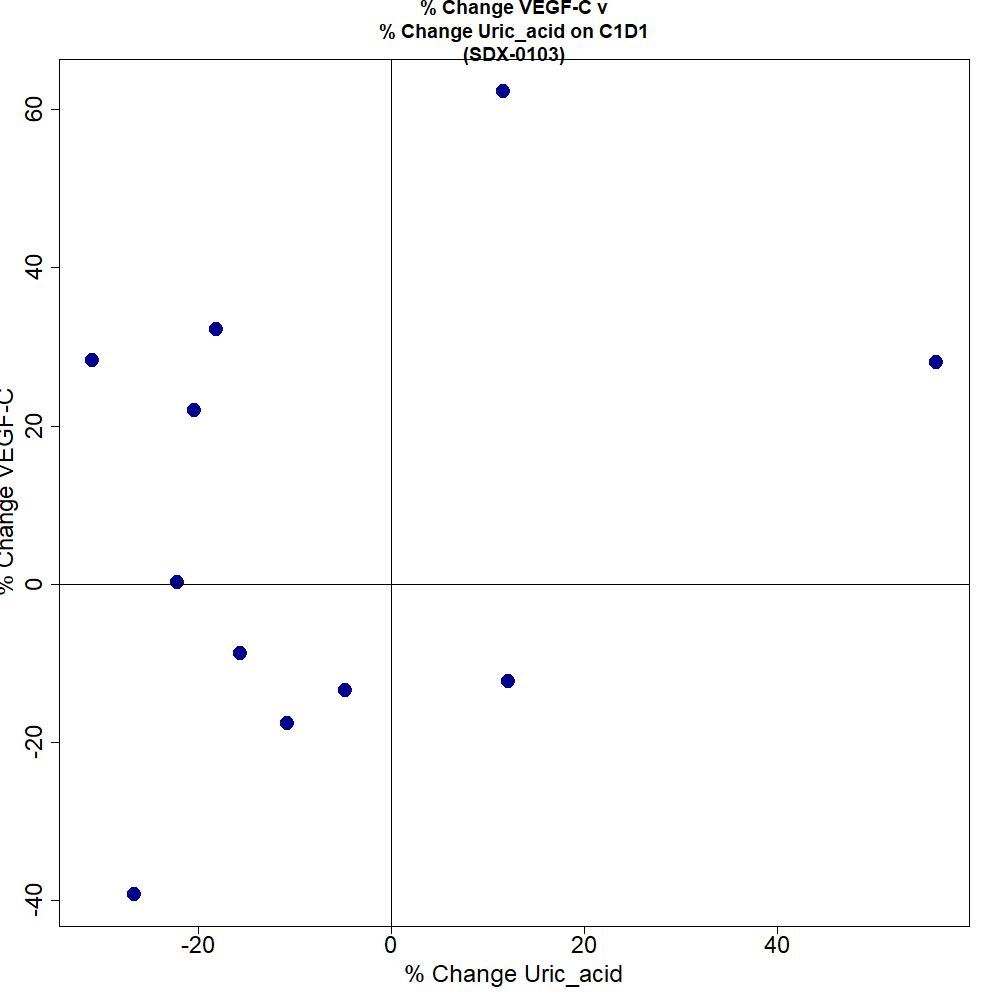 % Change VEGF-C v
% Change Uric_acid on C1D1
(SDX-0103)
% Change VEGF-C
60
40
20
0
-20
-40
-20
0
20
40
% Change Uric_acid